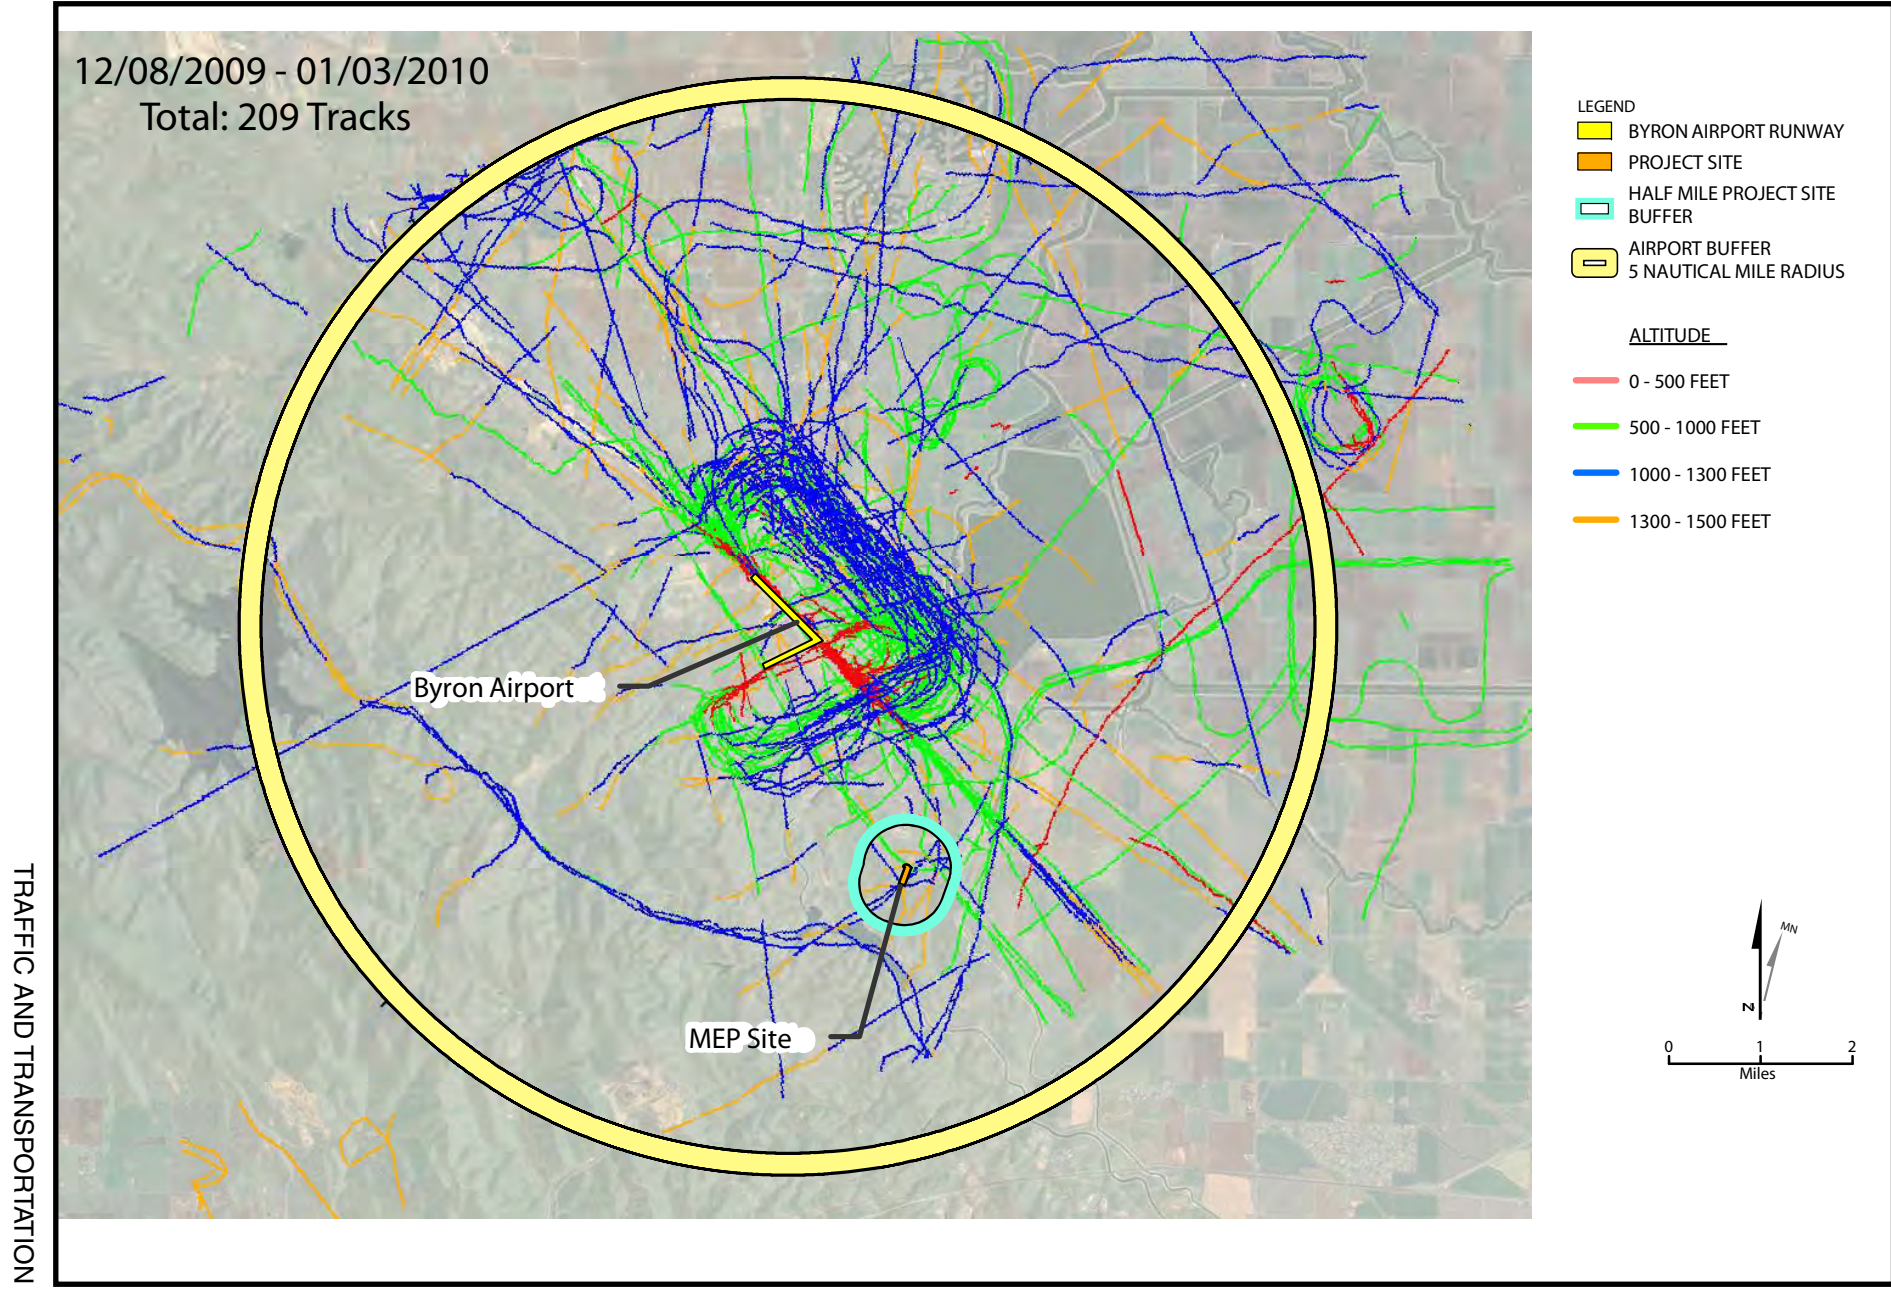 12/08/2009 - 01/03/2010
Total: 209 Tracks
LEGEND
BYRON AIRPORT RUNWAY
PROJECT SITE
HALF MILE PROJECT SITE
BUFFER
AIRPORT BUFFER
5 NAUTICAL MILE RADIUS
ALTITUDE
0 - 500 FEET
500 - 1000 FEET
1000 - 1300 FEET
1300 - 1500 FEET
Byron Airport
MEP Site
MN
N
0 1 2
Miles
TRAFFIC AND TRANSPORTATION